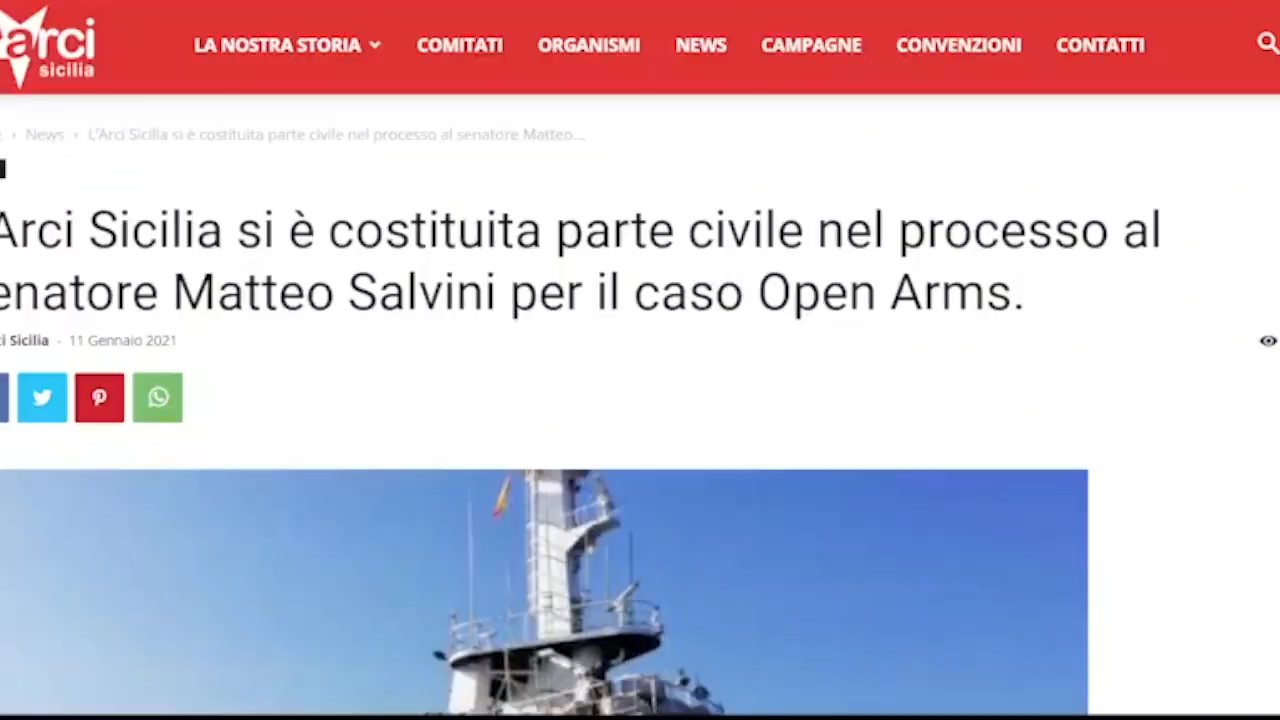 arci
sicilia
LA NOSTRA STORIA
COMITATI
ORGANISMI
NEWS
CAMPAGNE
CONVENZIONI
CONTATTI
› News › L'Arci Sicilia si è costituita parte civile nel processo al senatore Matteo...
Arci Sicilia si è costituita parte civile nel processo al
enatore Matteo Salvini per il caso Open Arms.
i Sicilia - 11 Gennaio 2021